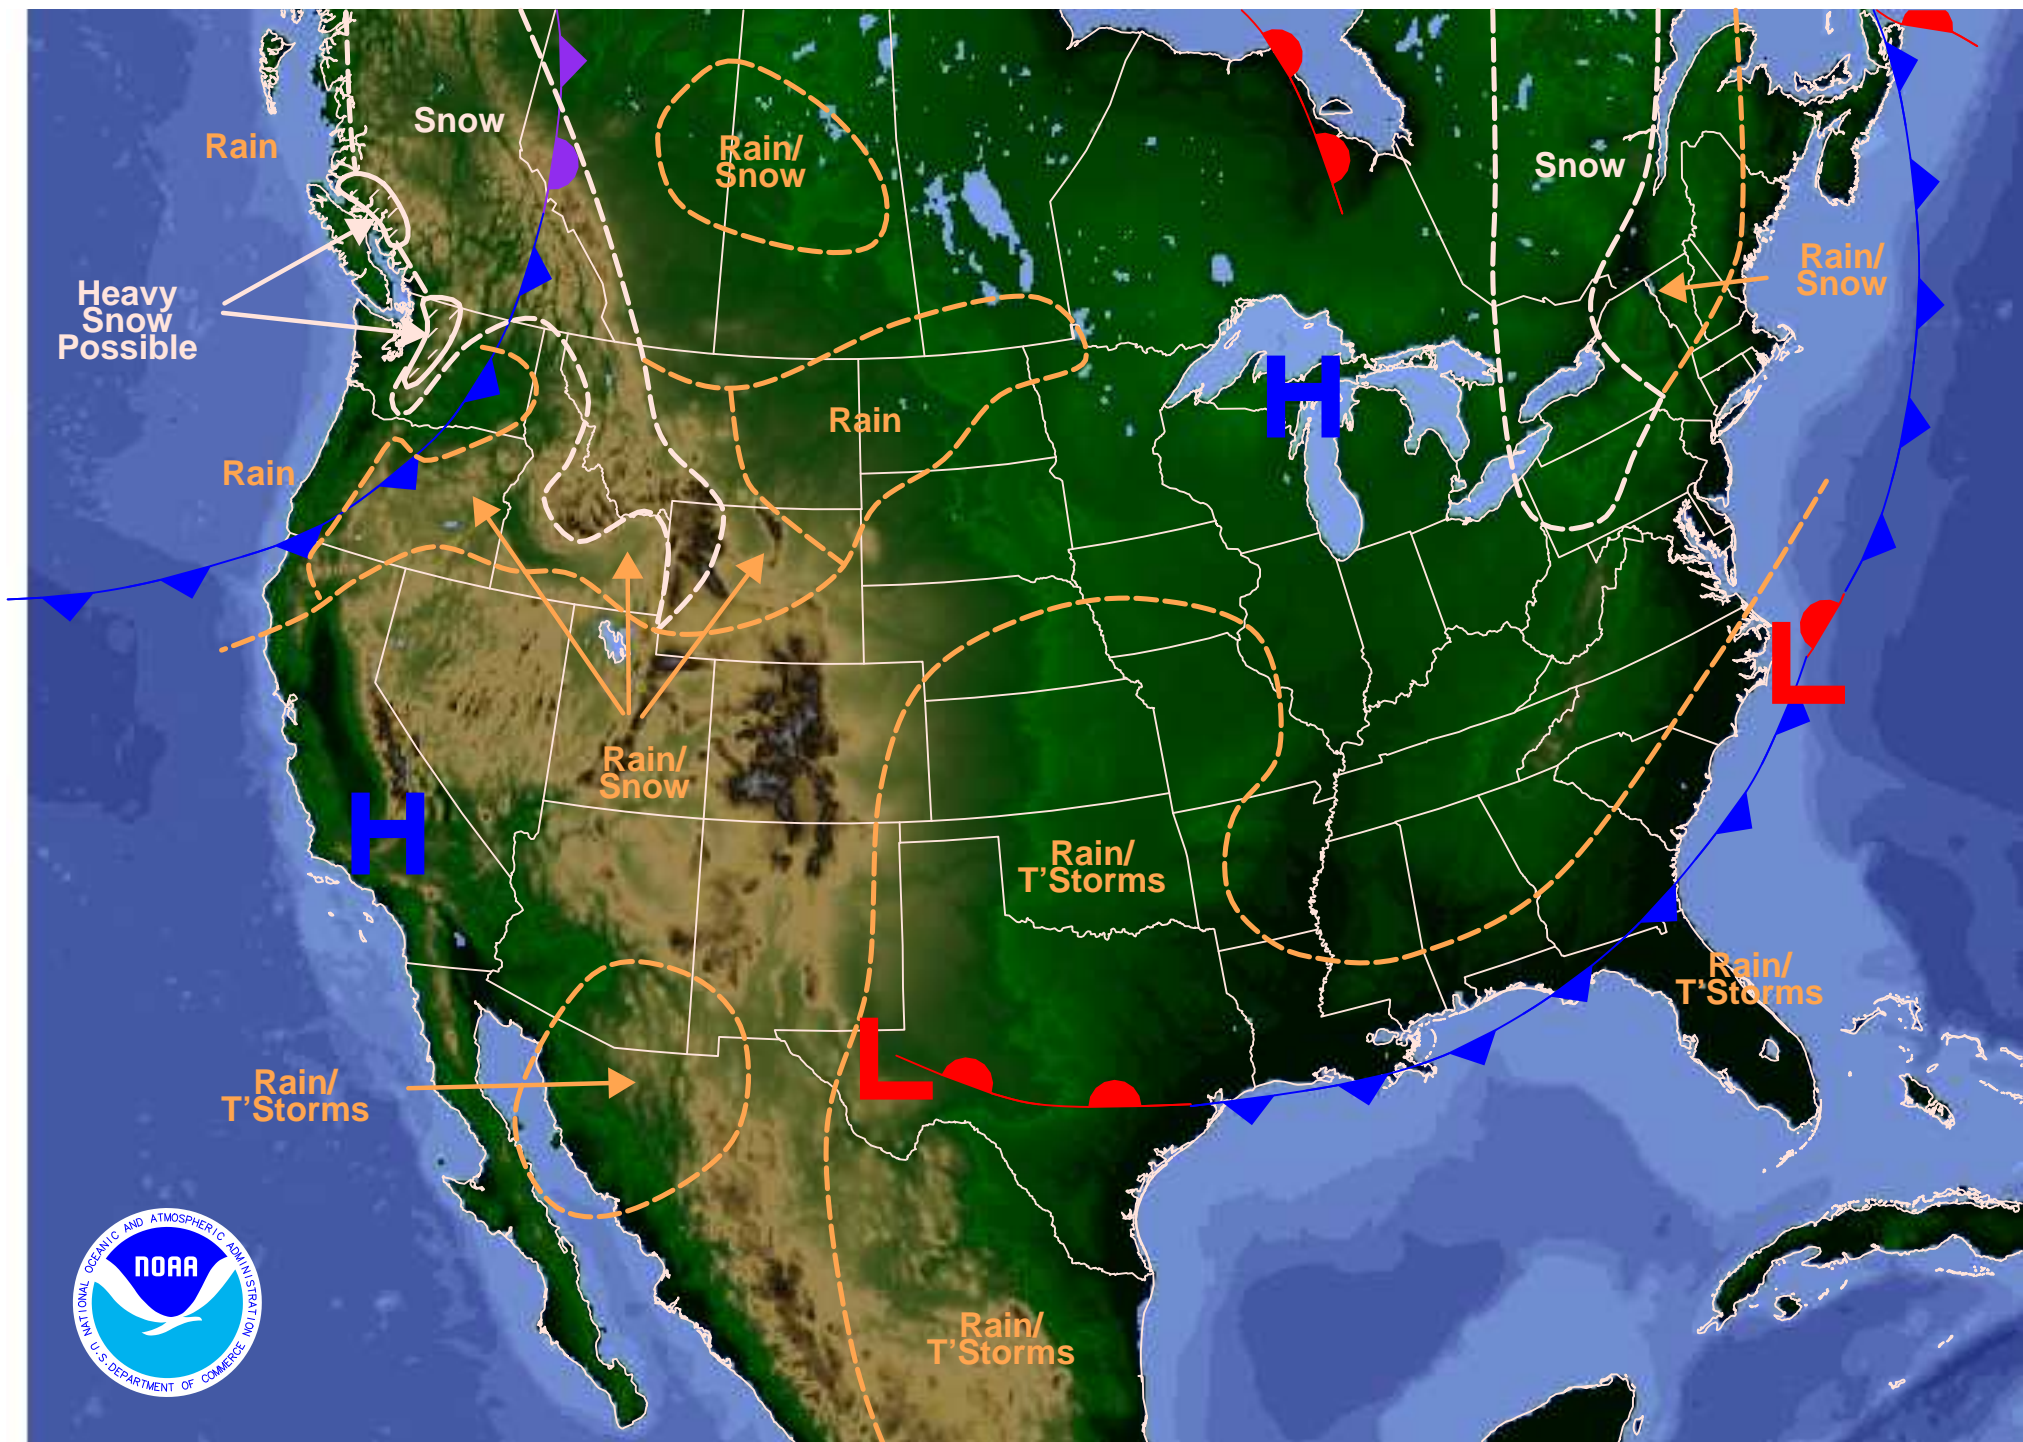 Snow
Rain
Rain/
Snow
Snow
Rain/
Snow
Heavy
Snow
Possible
H
Rain
Rain
L
Rain/
Snow
H
Rain/
T'Storms
Rain/
T'Storms
L
Rain/
T'Storms
Rain/
T'Storms
NATIONAL OCEANIC AND ATMOSPHERIC ADMINISTRATION
NOAA
U.S. DEPARTMENT OF COMMERCE